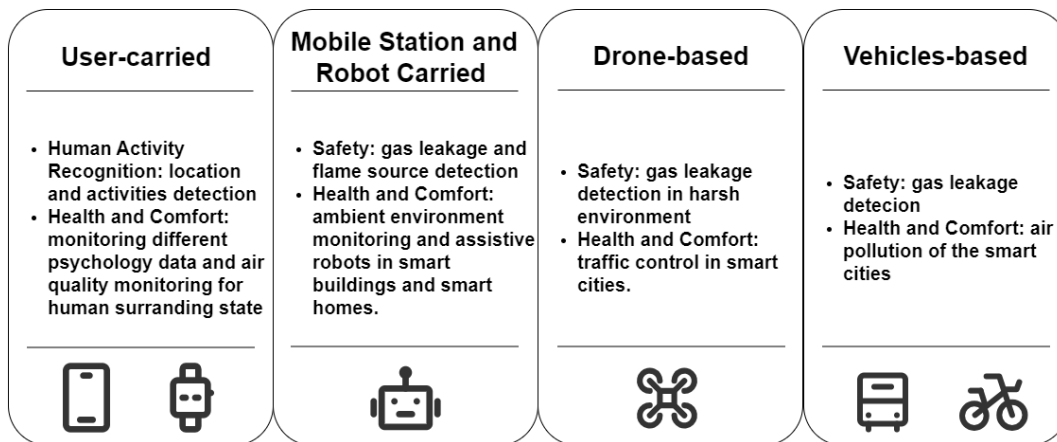 User-carried
• Human Activity
Recognition: location
and activities detection
• Health and Comfort:
monitoring different
psychology data and air
quality monitoring for
human surranding state
Mobile Station and
Robot Carried
• Safety: gas leakage and
flame source detection
• Health and Comfort:
ambient environment
monitoring and assistive
robots in smart
buildings and smart
homes.
Drone-based
• Safety: gas leakage
detection in harsh
environment
• Health and Comfort:
traffic control in smart
cities.
Vehicles-based
• Safety: gas leakage
detecion
• Health and Comfort: air
pollution of the smart
cities